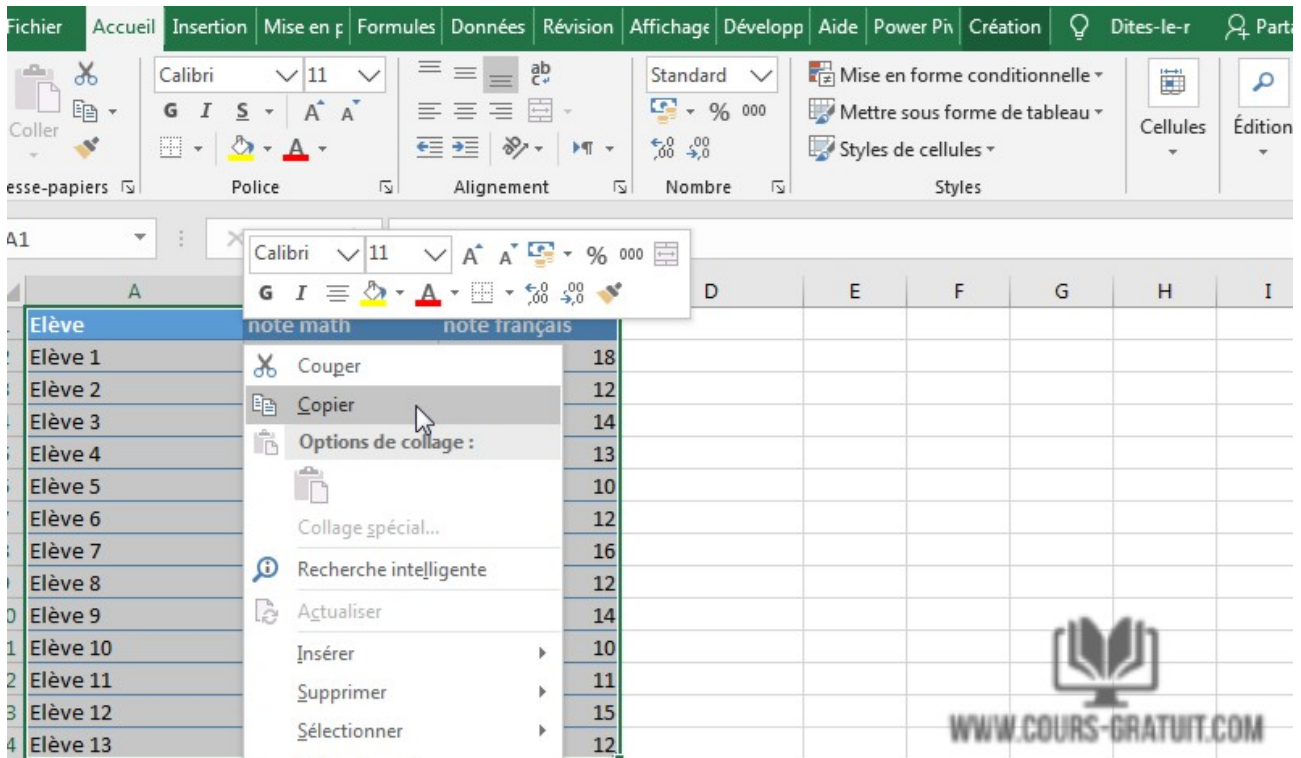 Fichier Accueil Insertion Mise en p Formules Données Révision Affichage Développ Aide Power Piv Création Dites-le-r Parta
Calibri 11 Standard Mise en forme conditionnelle
G I S A A % 000 Mettre sous forme de tableau
Coller Cellules Édition
A Styles de cellules
esse-papiers Police Alignement Nombre Styles
A1
Calibri 11 A A % 000
G I A
A D E F G H I
Elève note math note français
Elève 1 18
Elève 2 12
Elève 3 14
Elève 4 13
Elève 5 10
Elève 6 12
Elève 7 16
Elève 8 12
Elève 9 14
Elève 10 10
Elève 11 11
Elève 12 15
Elève 13 12
Couper
Copier
Options de collage :
Collage spécial...
Recherche intelligente
Actualiser
Insérer
Supprimer
Sélectionner
WWW.COURS-GRATUIT.COM